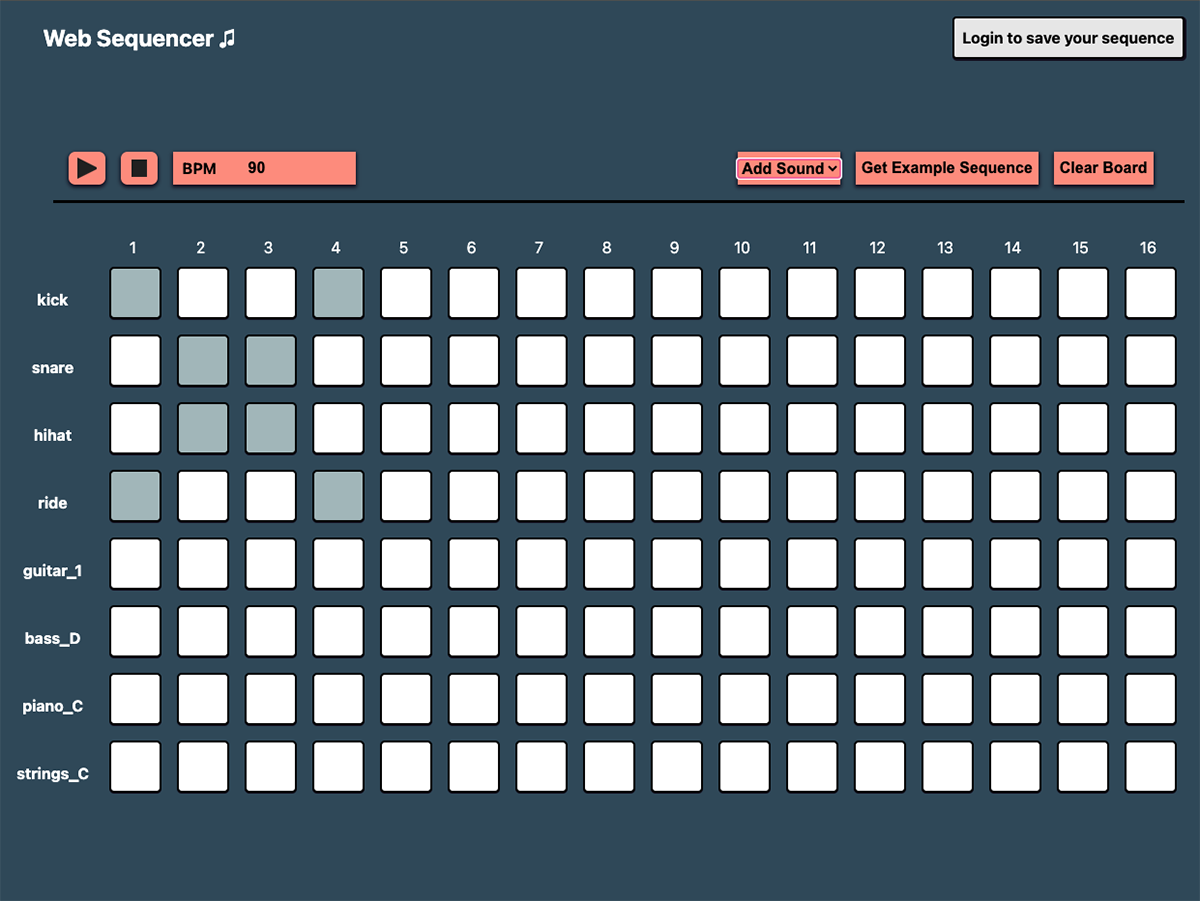 Web Sequencer ♫
Login to save your sequence
BPM 90
Add Sound
Get Example Sequence
Clear Board
1 2 3 4 5 6 7 8 9 10 11 12 13 14 15 16
kick
snare
hihat
ride
guitar_1
bass_D
piano_C
strings_C